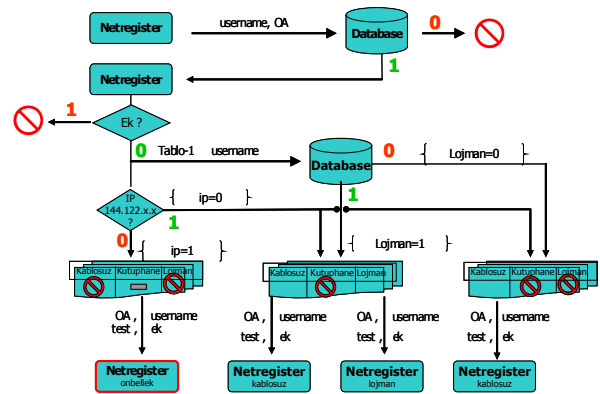 Netregister
username, OA
Database
0
1
Netregister
1
Ek ?
0
Tablo-1 username
Database
0
{ Lojman=0 }
1
IP
144.122.x.x
?
{ ip=0 }
1
0
{ ip=1 }
{ Lojman=1 }
Kablosuz Kutuphane Lojman
Kablosuz Kutuphane Lojman
Kablosuz Kutuphane Lojman
OA , username
test , ek
OA , username
test , ek
OA , username
test , ek
OA , username
test , ek
Netregister
onbellek
Netregister
kablosuz
Netregister
lojman
Netregister
kablosuz